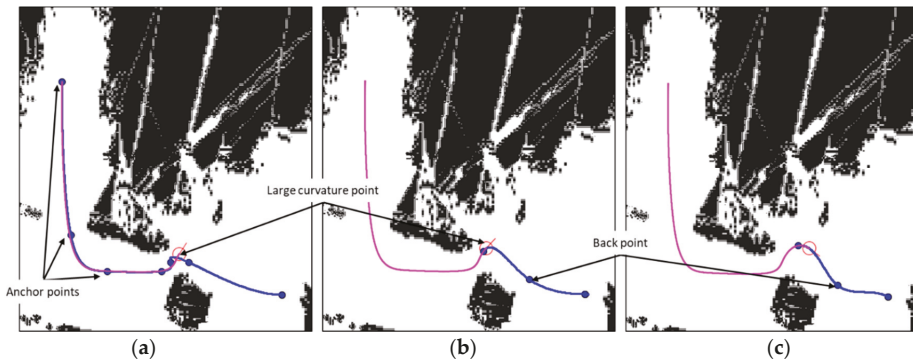 Large curvature point
Back point
Anchor points
(a)
(b)
(c)